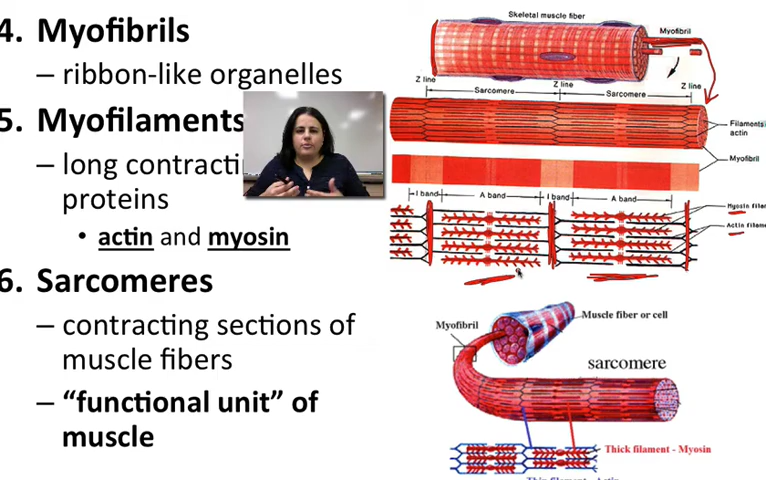 4. Myofibrils
– ribbon-like organelles
5. Myofilaments
– long contracti
proteins
• actin and myosin
6. Sarcomeres
– contracting sections of
muscle fibers
– “functional unit” of
muscle
Skeletal muscle fiber
Myofibril
Z line
Z line
Z line
Sarcomere
Sarcomere
Filaments
actin
Myofibril
I band
A band
I band
A band
Myosin filam
Actin filame
Muscle fiber or cell
Myofibril
sarcomere
Thick filament - Myosin
Thin filament - Actin